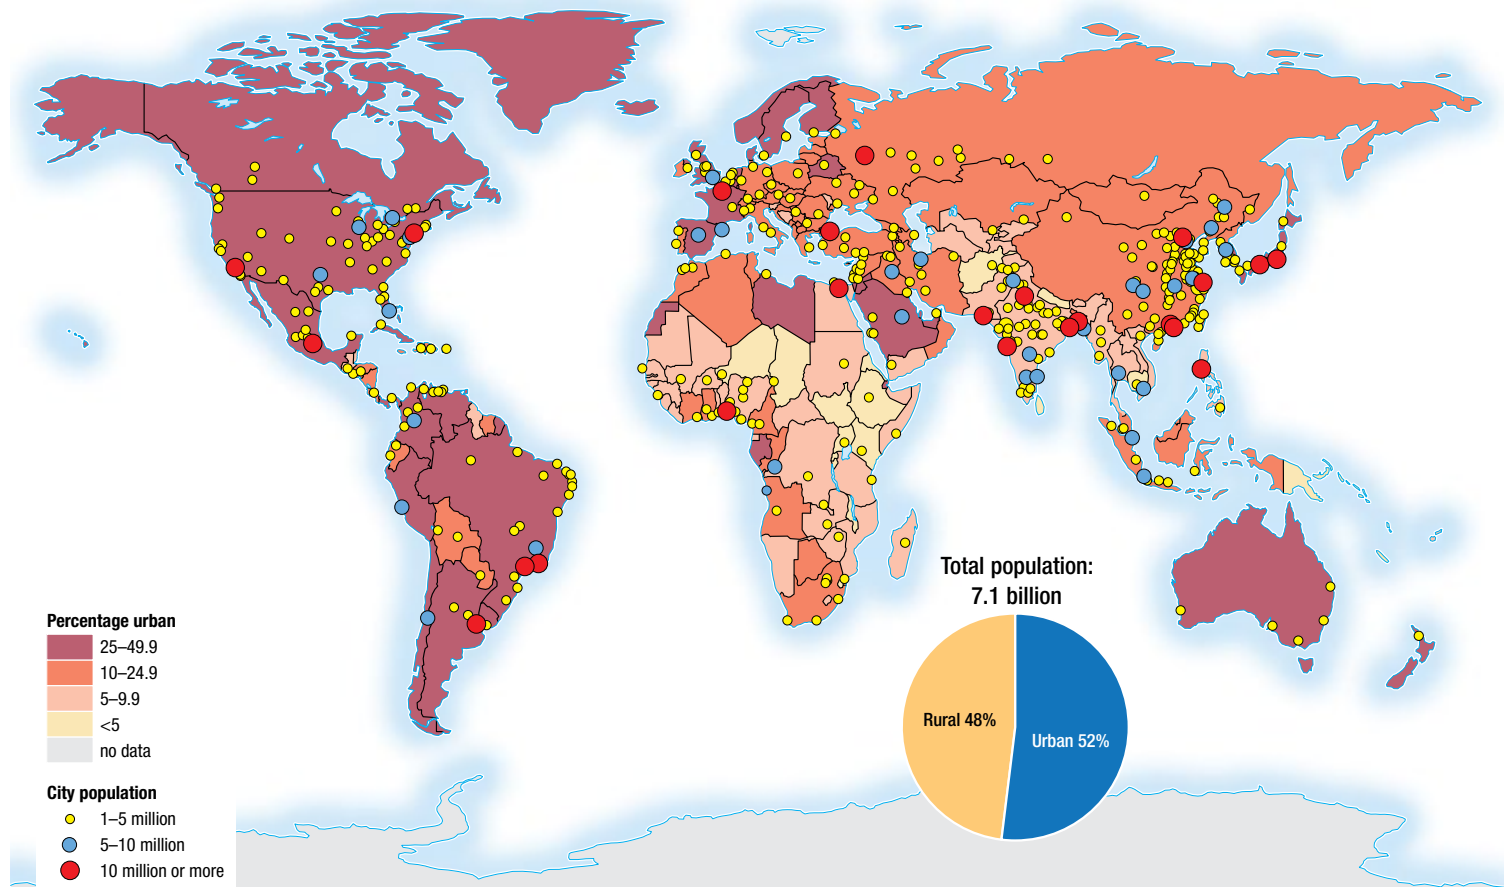 Total population:
7.1 billion
Rural 48%
Urban 52%
Percentage urban
25–49.9
10–24.9
5–9.9
<5
no data
City population
1–5 million
5–10 million
10 million or more